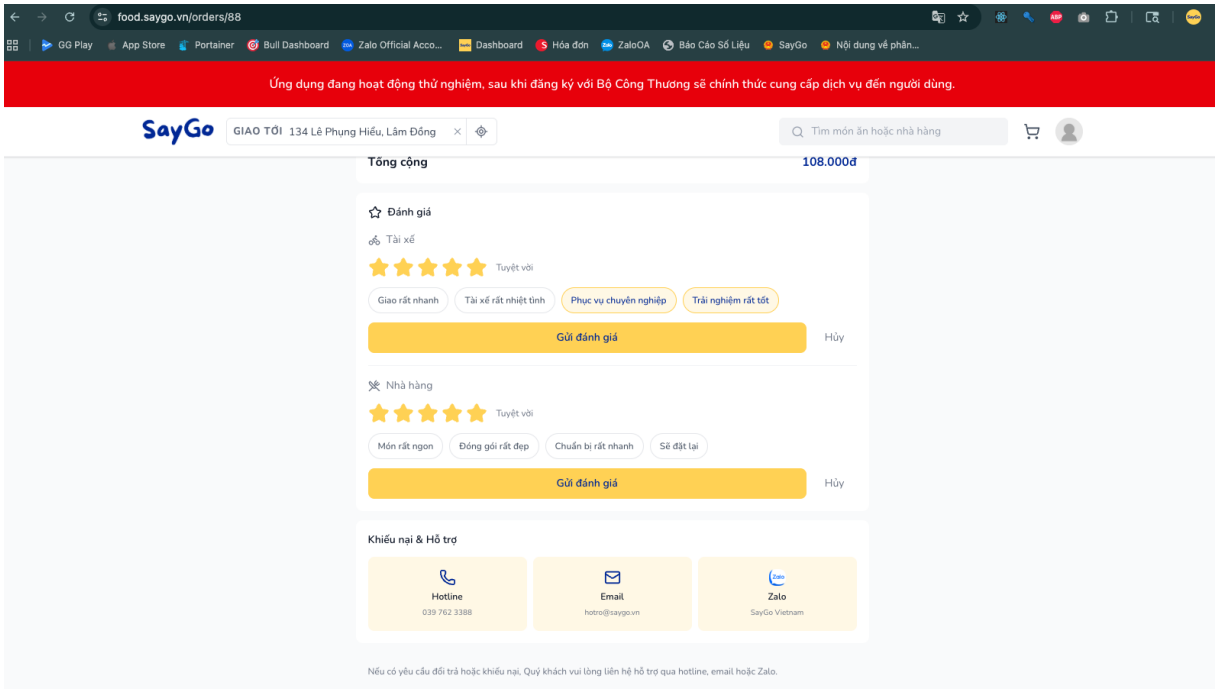 food.saygo.vn/orders/88
GG Play App Store Portainer Bull Dashboard Zalo Official Acco... Dashboard Hóa đơn ZaloOA Báo Cáo Số Liệu SayGo Nội dung về phân...
Ứng dụng đang hoạt động thử nghiệm, sau khi đăng ký với Bộ Công Thương sẽ chính thức cung cấp dịch vụ đến người dùng.
SayGo GIAO TỚI 134 Lê Phụng Hiểu, Lâm Đồng Tìm món ăn hoặc nhà hàng
Tổng cộng 108.000đ
Đánh giá
Tài xế
Tuyệt vời
Giao rất nhanh Tài xế rất nhiệt tình Phục vụ chuyên nghiệp Trải nghiệm rất tốt
Gửi đánh giá Hủy
Nhà hàng
Tuyệt vời
Món rất ngon Đóng gói rất đẹp Chuẩn bị rất nhanh Sẽ đặt lại
Gửi đánh giá Hủy
Khiếu nại & Hỗ trợ
Hotline Email Zalo
039 762 3388 hotro@saygo.vn SayGo Vietnam
Nếu có yêu cầu đổi trả hoặc khiếu nại, Quý khách vui lòng liên hệ hỗ trợ qua hotline, email hoặc Zalo.